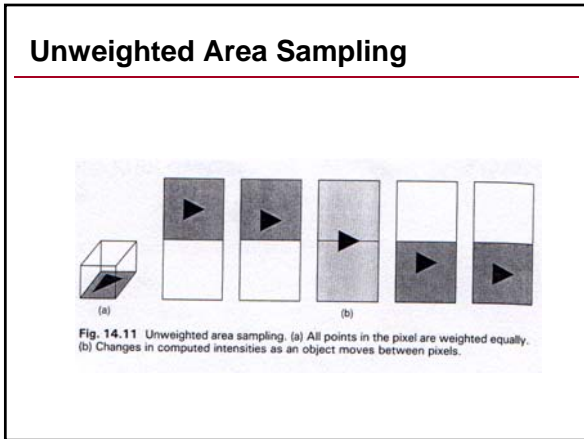 Unweighted Area Sampling
(a)
(b)
Fig. 14.11 Unweighted area sampling. (a) All points in the pixel are weighted equally.
(b) Changes in computed intensities as an object moves between pixels.